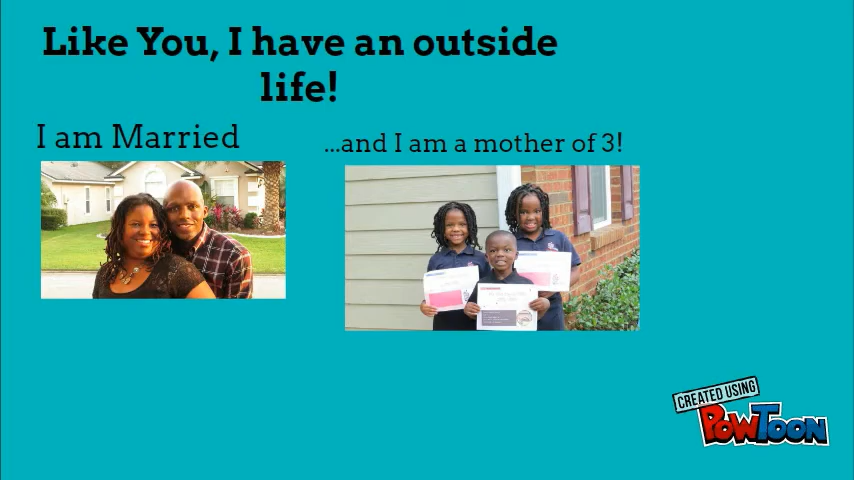 Like You, I have an outside
life!
I am Married
...and I am a mother of 3!
CREATED USING
POWTOON